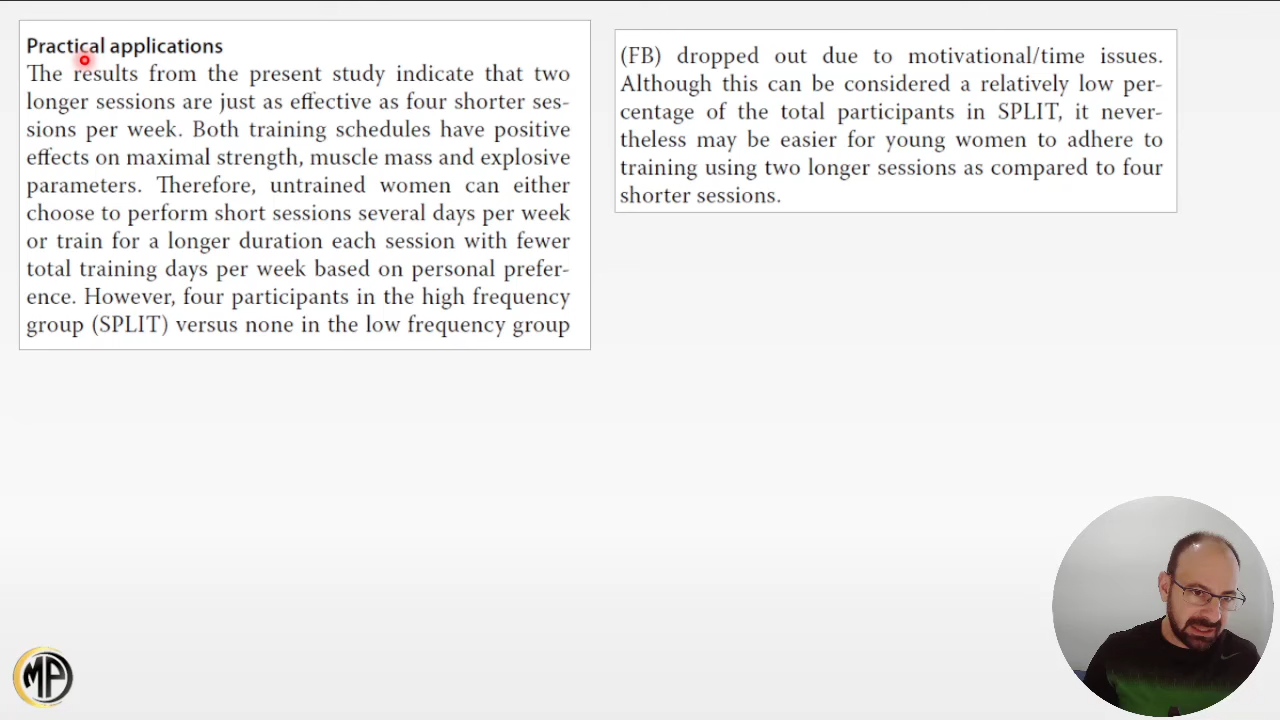 Practical applications
The results from the present study indicate that two
longer sessions are just as effective as four shorter ses-
sions per week. Both training schedules have positive
effects on maximal strength, muscle mass and explosive
parameters. Therefore, untrained women can either
choose to perform short sessions several days per week
or train for a longer duration each session with fewer
total training days per week based on personal prefer-
ence. However, four participants in the high frequency
group (SPLIT) versus none in the low frequency group
(FB) dropped out due to motivational/time issues.
Although this can be considered a relatively low per-
centage of the total participants in SPLIT, it never-
theless may be easier for young women to adhere to
training using two longer sessions as compared to four
shorter sessions.
MP